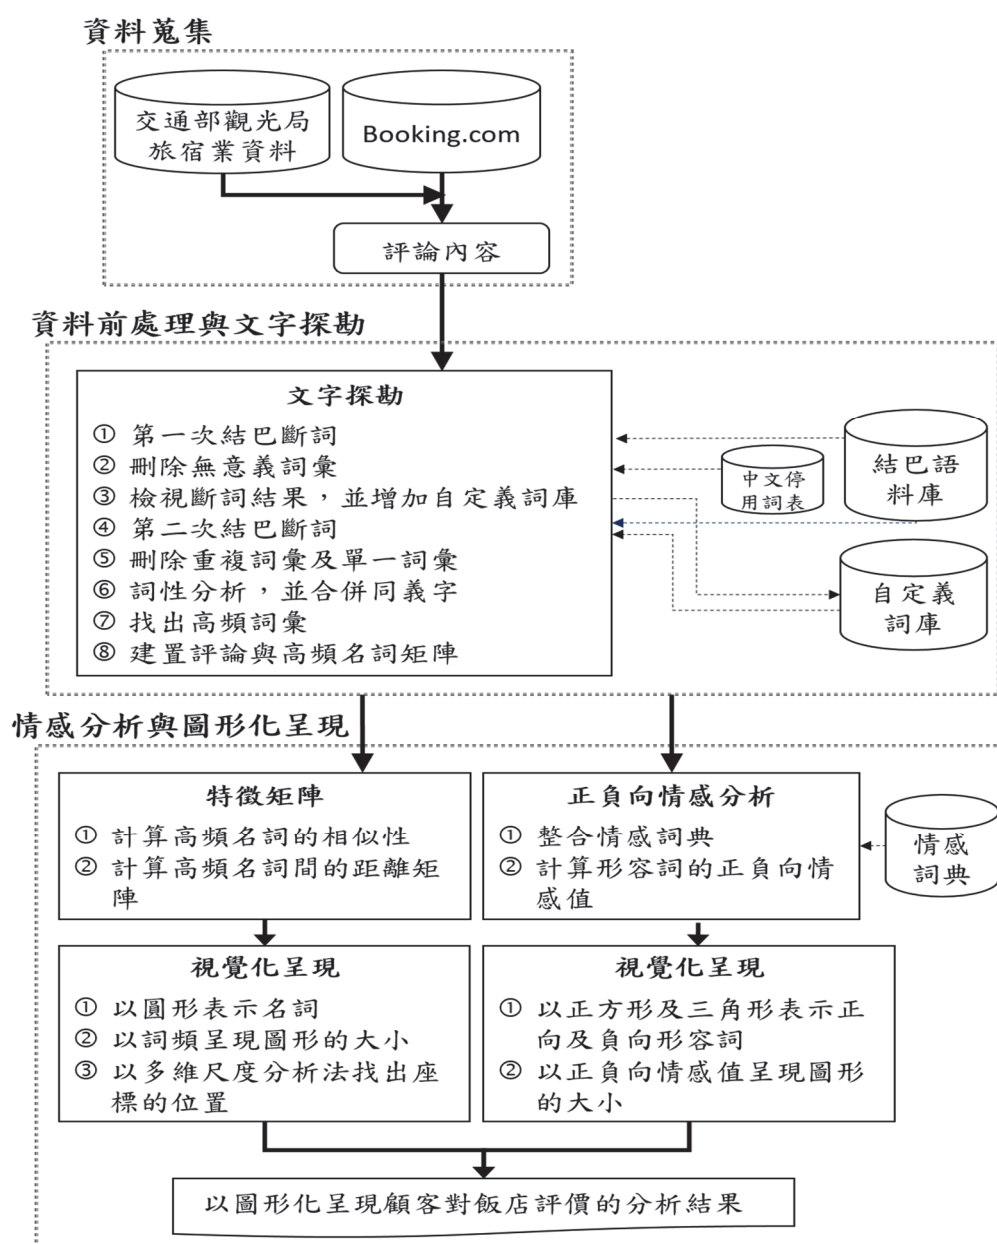 資料蒐集
交通部觀光局
旅宿業資料
Booking.com
評論內容
資料前處理與文字探勘
文字探勘
① 第一次結巴斷詞
② 刪除無意義詞彙
③ 檢視斷詞結果，並增加自定義詞庫
④ 第二次結巴斷詞
⑤ 刪除重複詞彙及單一詞彙
⑥ 詞性分析，並合併同義字
⑦ 找出高頻詞彙
⑧ 建置評論與高頻名詞矩陣
中文停
用詞表
結巴語
料庫
自定義
詞庫
情感分析與圖形化呈現
特徵矩陣
① 計算高頻名詞的相似性
② 計算高頻名詞間的距離矩
陣
正負向情感分析
① 整合情感詞典
② 計算形容詞的正負向情
感值
情感
詞典
視覺化呈現
① 以圓形表示名詞
② 以詞頻呈現圖形的大小
③ 以多維尺度分析法找出座
標的位置
視覺化呈現
① 以正方形及三角形表示正
向及負向形容詞
② 以正負向情感值呈現圖形
的大小
以圖形化呈現顧客對飯店評價的分析結果